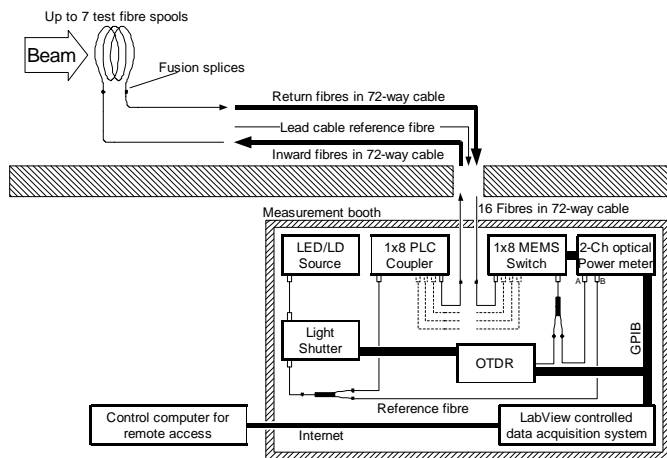 Up to 7 test fibre spools
Beam
Fusion splices
Return fibres in 72-way cable
Lead cable reference fibre
Inward fibres in 72-way cable
16 Fibres in 72-way cable
Measurement booth
LED/LD
Source
1x8 PLC
Coupler
1x8 MEMS
Switch
2-Ch optical
Power meter
A
B
Light
Shutter
OTDR
GPIB
Reference fibre
Control computer for
remote access
Internet
LabView controlled
data acquisition system